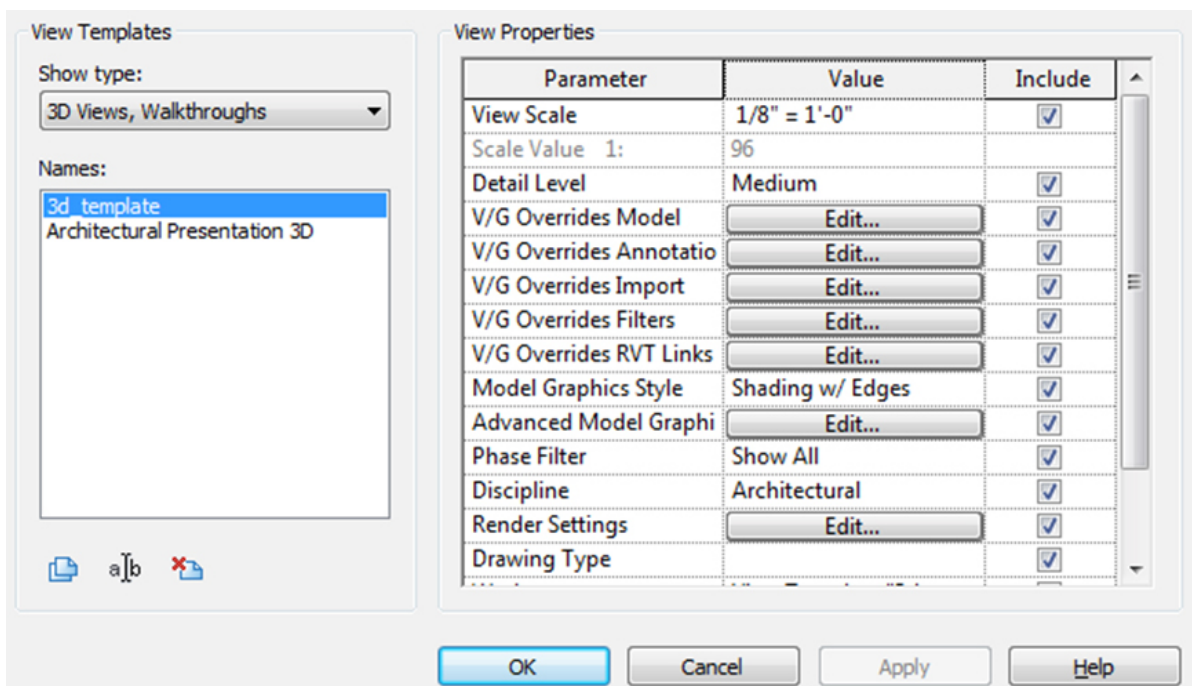 View Templates
Show type:
3D Views, Walkthroughs
Names:
3d_template
Architectural Presentation 3D
a b
View Properties
Parameter Value Include
View Scale 1/8" = 1'-0"
Scale Value 1: 96
Detail Level Medium
V/G Overrides Model Edit...
V/G Overrides Annotatio Edit...
V/G Overrides Import Edit...
V/G Overrides Filters Edit...
V/G Overrides RVT Links Edit...
Model Graphics Style Shading w/ Edges
Advanced Model Graphi Edit...
Phase Filter Show All
Discipline Architectural
Render Settings Edit...
Drawing Type
OK Cancel Apply Help